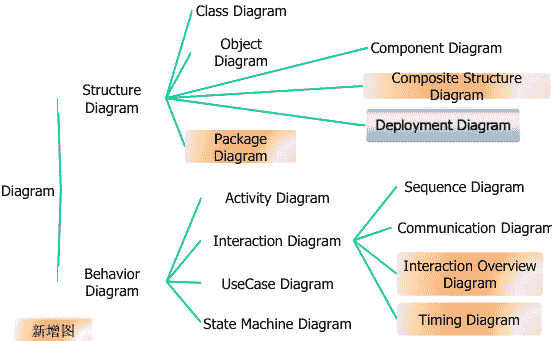 Class Diagram
Object
Diagram
Component Diagram
Structure
Diagram
Composite Structure
Diagram
Deployment Diagram
Package
Diagram
Diagram
Activity Diagram
Sequence Diagram
Interaction Diagram
Communication Diagram
Behavior
Diagram
Interaction Overview
Diagram
UseCase Diagram
State Machine Diagram
Timing Diagram
新增图